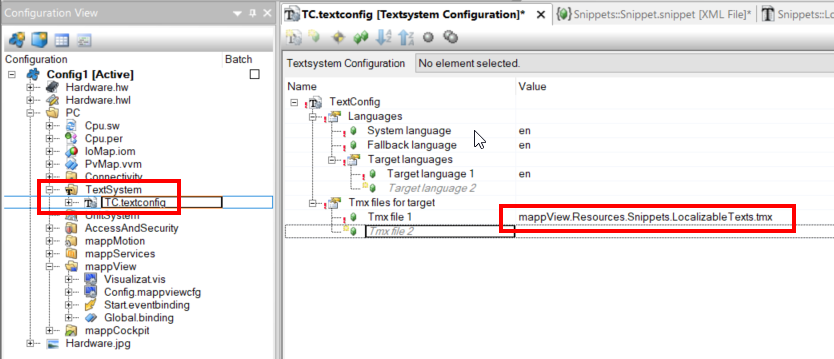 Configuration View
Configuration
Batch
Config1 [Active]
Hardware.hw
Hardware.hwl
PC
Cpu.sw
Cpu.per
IoMap.iom
PvMap.vvm
Connectivity
TextSystem
TC.textconfig
UnitSystem
AccessAndSecurity
mappMotion
mappServices
mappView
Visualizat.vis
Config.mappviewcfg
Start.eventbinding
Global.binding
mappCockpit
Hardware.jpg
TC.textconfig [Textsystem Configuration]*
Snippets::Snippet.snippet [XML File]*
Snippets::Lo
Textsystem Configuration
No element selected.
Name
Value
TextConfig
Languages
System language
en
Fallback language
en
Target languages
Target language 1
en
Target language 2
Tmx files for target
Tmx file 1
mappView.Resources.Snippets.LocalizableTexts.tmx
Tmx file 2